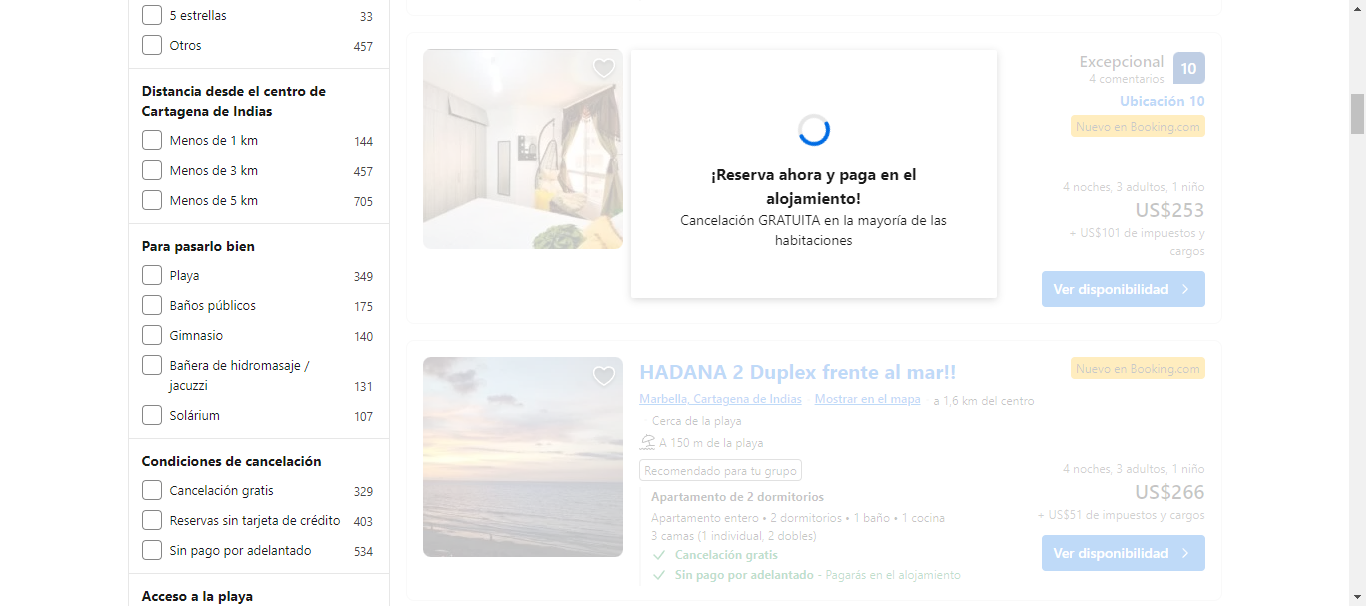 5 estrellas 33
Otros 457
Distancia desde el centro de
Cartagena de Indias
Menos de 1 km 144
Menos de 3 km 457
Menos de 5 km 705
Para pasarlo bien
Playa 349
Baños públicos 175
Gimnasio 140
Bañera de hidromasaje /
jacuzzi 131
Solárium 107
Condiciones de cancelación
Cancelación gratis 329
Reservas sin tarjeta de crédito 403
Sin pago por adelantado 534
Acceso a la playa
¡Reserva ahora y paga en el
alojamiento!
Cancelación GRATUITA en la mayoría de las
habitaciones
Excepcional 10
4 comentarios
Ubicación 10
Nuevo en Booking.com
4 noches, 3 adultos, 1 niño
US$253
+ US$101 de impuestos y
cargos
Ver disponibilidad
HADANA 2 Duplex frente al mar!!
Marbella, Cartagena de Indias Mostrar en el mapa a 1,6 km del centro
Cerca de la playa
A 150 m de la playa
Recomendado para tu grupo
Apartamento de 2 dormitorios
Apartamento entero • 2 dormitorios • 1 baño • 1 cocina
3 camas (1 individual, 2 dobles)
Cancelación gratis
Sin pago por adelantado - Pagarás en el alojamiento
Nuevo en Booking.com
4 noches, 3 adultos, 1 niño
US$266
+ US$51 de impuestos y cargos
Ver disponibilidad